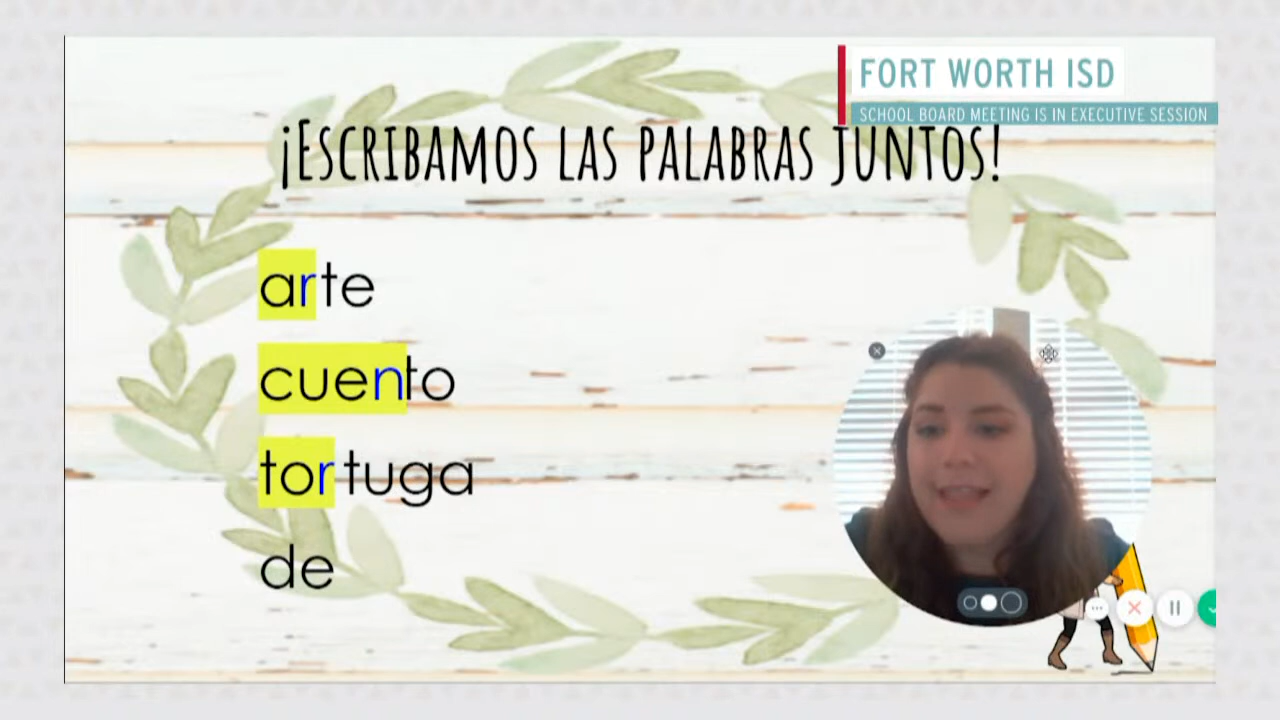 FORT WORTH ISD
SCHOOL BOARD MEETING IS IN EXECUTIVE SESSION
¡ESCRIBAMOS LAS PALABRAS JUNTOS!
arte
cuento
tortuga
de